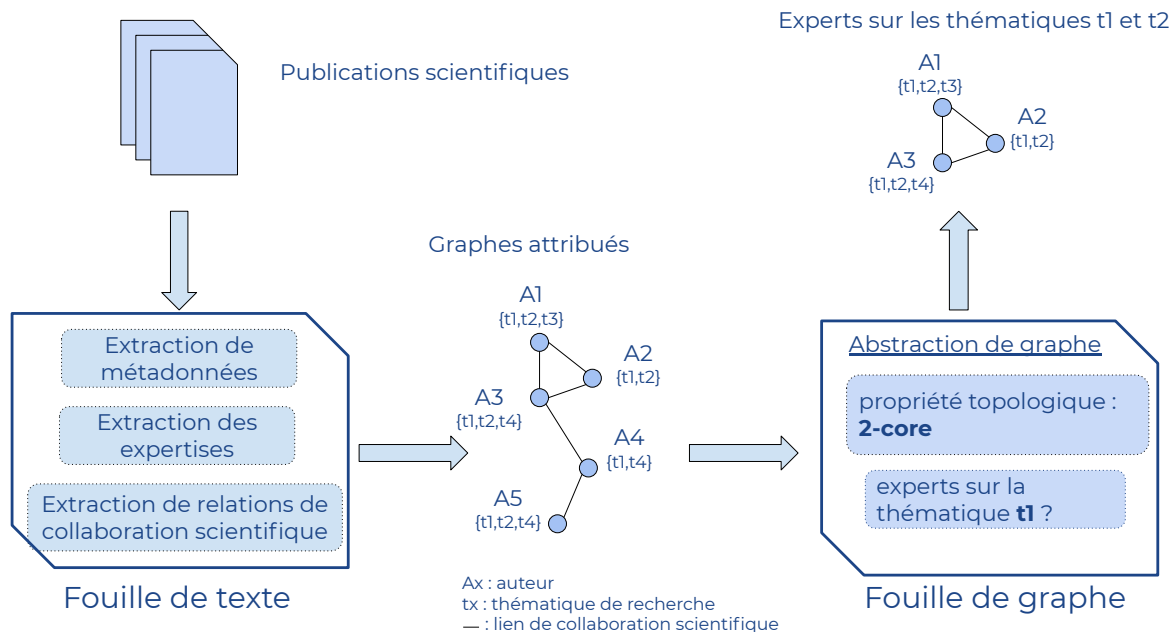 Publications scientifiques
Extraction de
métadonnées
Extraction des
expertises
Extraction de relations de
collaboration scientifique
Fouille de texte
Graphes attribués
A1
{t1,t2,t3}
A2
{t1,t2}
A3
{t1,t2,t4}
A4
{t1,t4}
A5
{t1,t2,t4}
Ax : auteur
tx : thématique de recherche
— : lien de collaboration scientifique
Abstraction de graphe
propriété topologique :
2-core
experts sur la
thématique t1 ?
Fouille de graphe
Experts sur les thématiques t1 et t2
A1
{t1,t2,t3}
A2
{t1,t2}
A3
{t1,t2,t4}